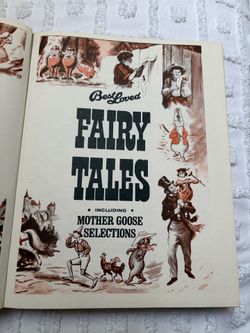 Best Loved
FAIRY
TALES
• INCLUDING •
MOTHER GOOSE
SELECTIONS